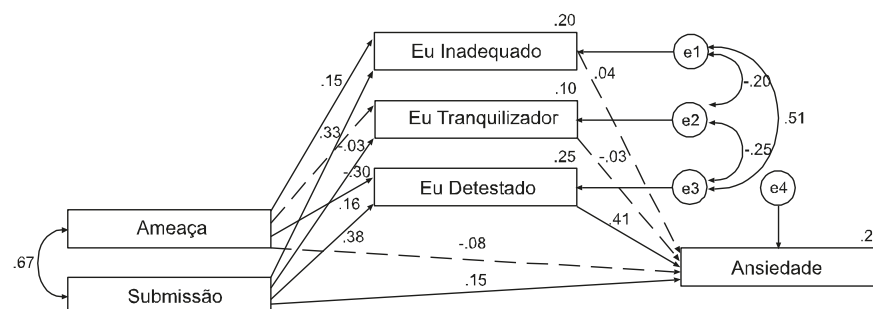 .20
Eu Inadequado
e1
.15
.04
.10
-.20
.33
Eu Tranquilizador
e2
.51
-.03
.25
-.03
-.25
-.30
Eu Detestado
e3
e4
.16
.41
Ameaça
.38
-.08
.2
.67
Ansiedade
.15
Submissão